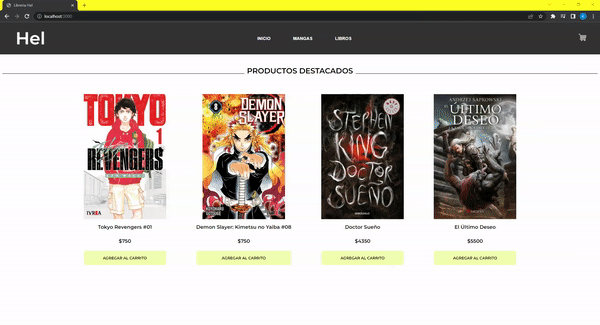 Librería Hel
localhost:3000
Hel
INICIO MANGAS LIBROS
PRODUCTOS DESTACADOS
TOKYO
1
REVENGERS
IVREA
DEMON
SLAYER
8
STEPHEN
KING
DOCTOR
SUEÑO
ANDRZEJ SAPKOWSKI
EL ÚLTIMO
DESEO
Tokyo Revengers #01
$750
AGREGAR AL CARRITO
Demon Slayer: Kimetsu no Yaiba #08
$750
AGREGAR AL CARRITO
Doctor Sueño
$4350
AGREGAR AL CARRITO
El Último Deseo
$5500
AGREGAR AL CARRITO